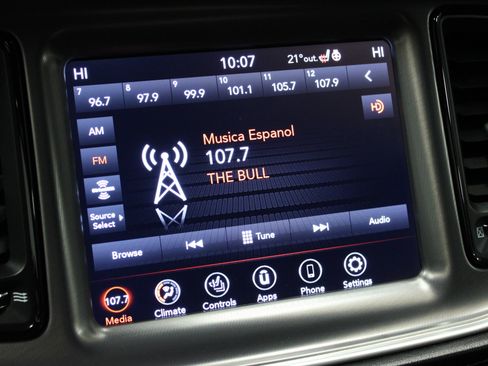 10:07
21°out.
HI
HI
7 96.7
8 97.9
9 99.9
10 101.1
11 105.7
12 107.9
AM
FM
Source Select
Musica Espanol
107.7
THE BULL
HD
Browse
Tune
Audio
107.7
Media
Climate
Controls
Apps
Phone
Settings